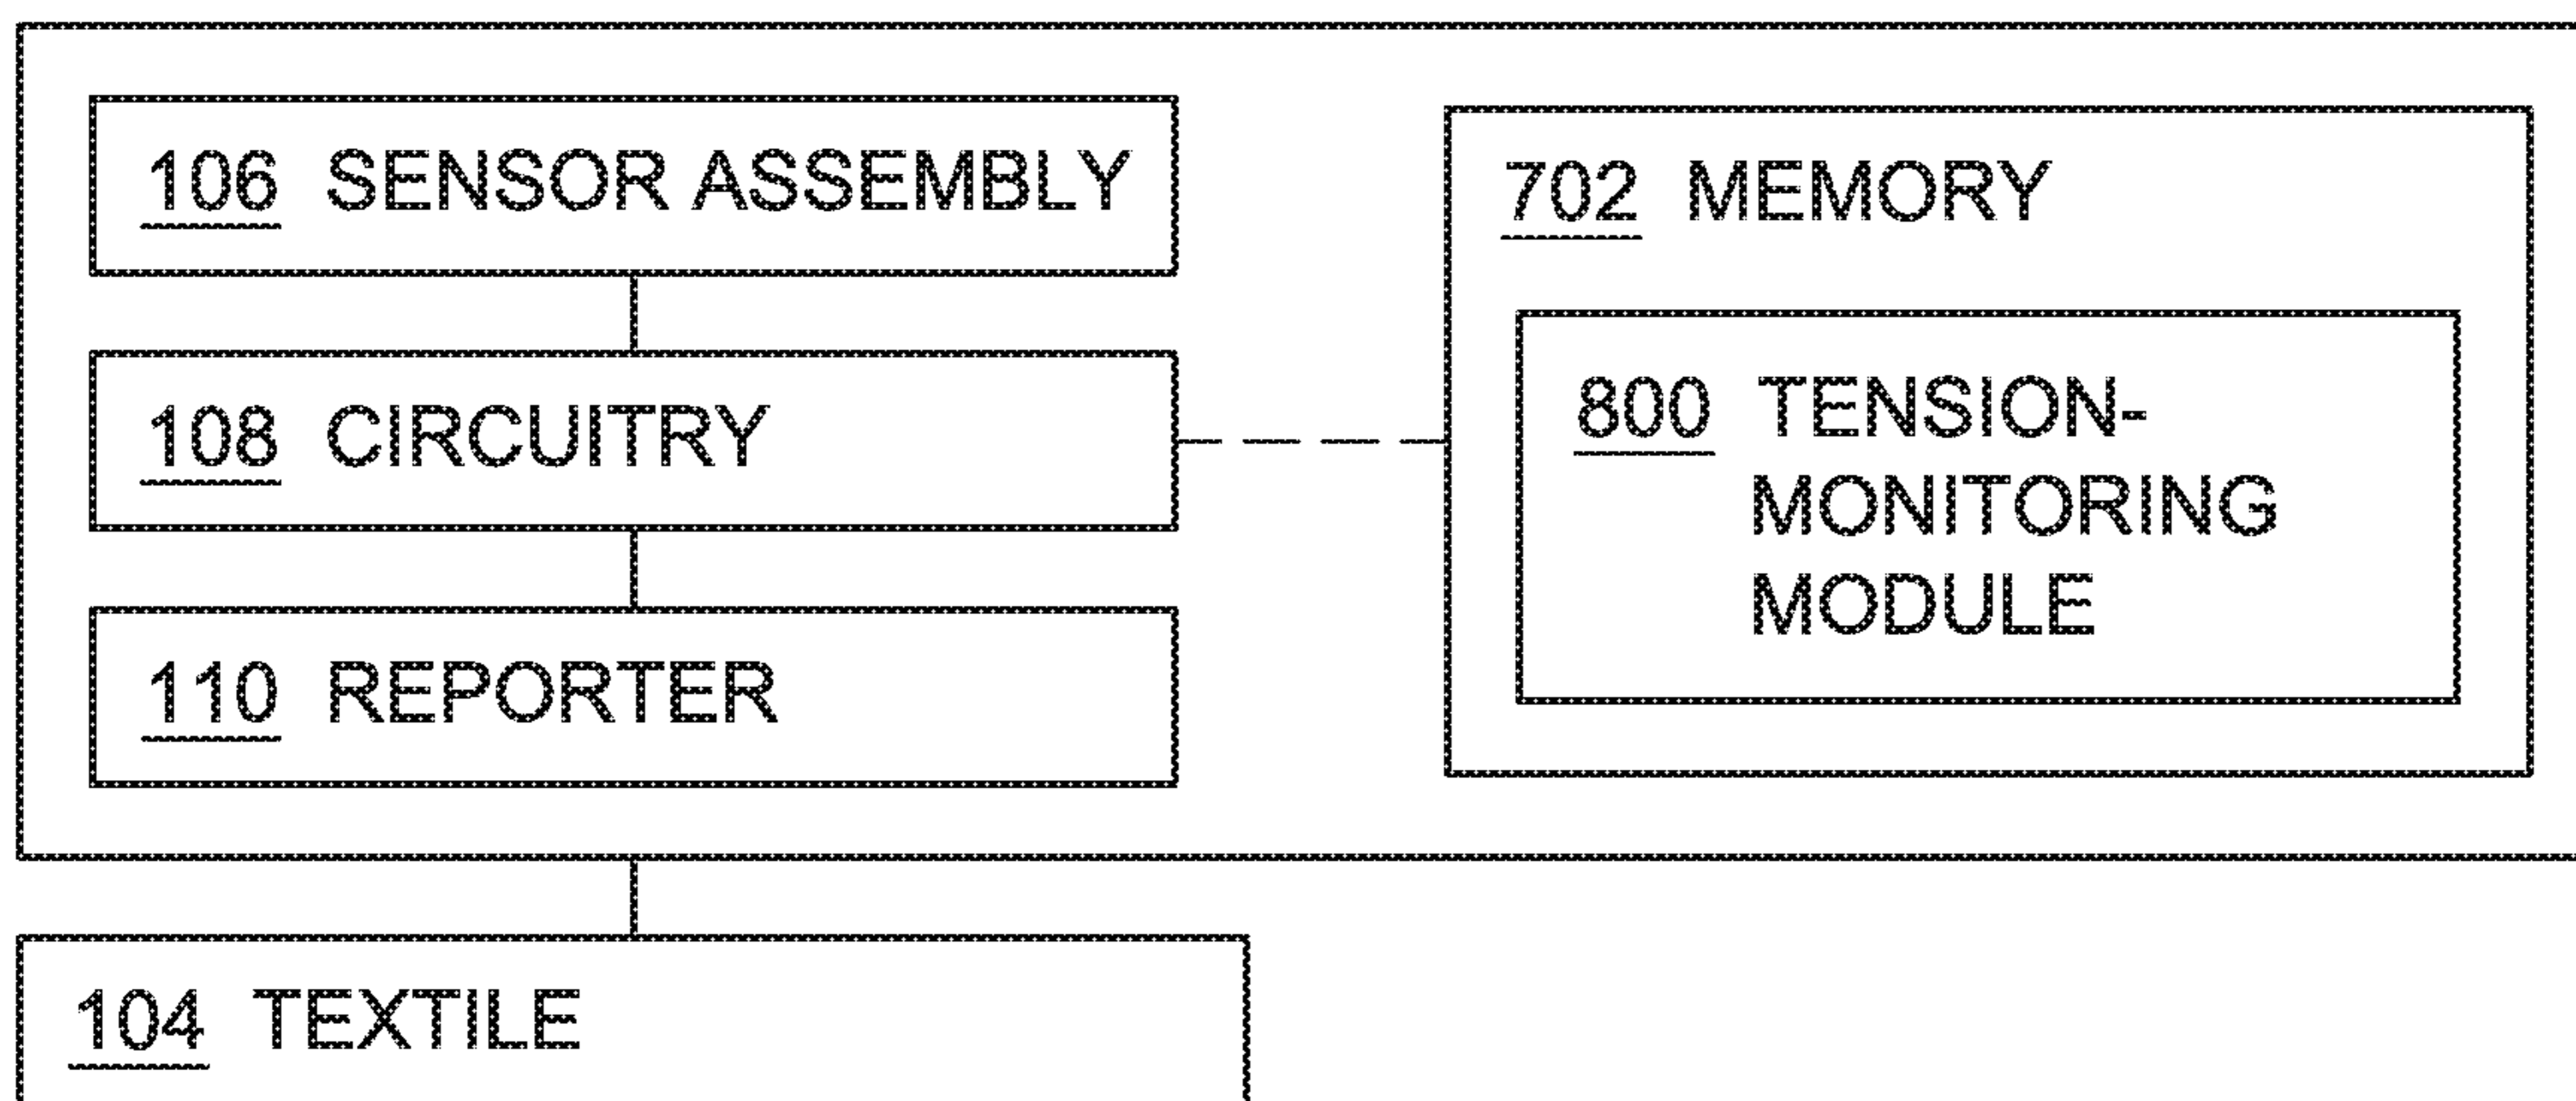 106 SENSOR ASSEMBLY
108 CIRCUITRY
110 REPORTER
702 MEMORY
800 TENSION-
MONITORING
MODULE
104 TEXTILE